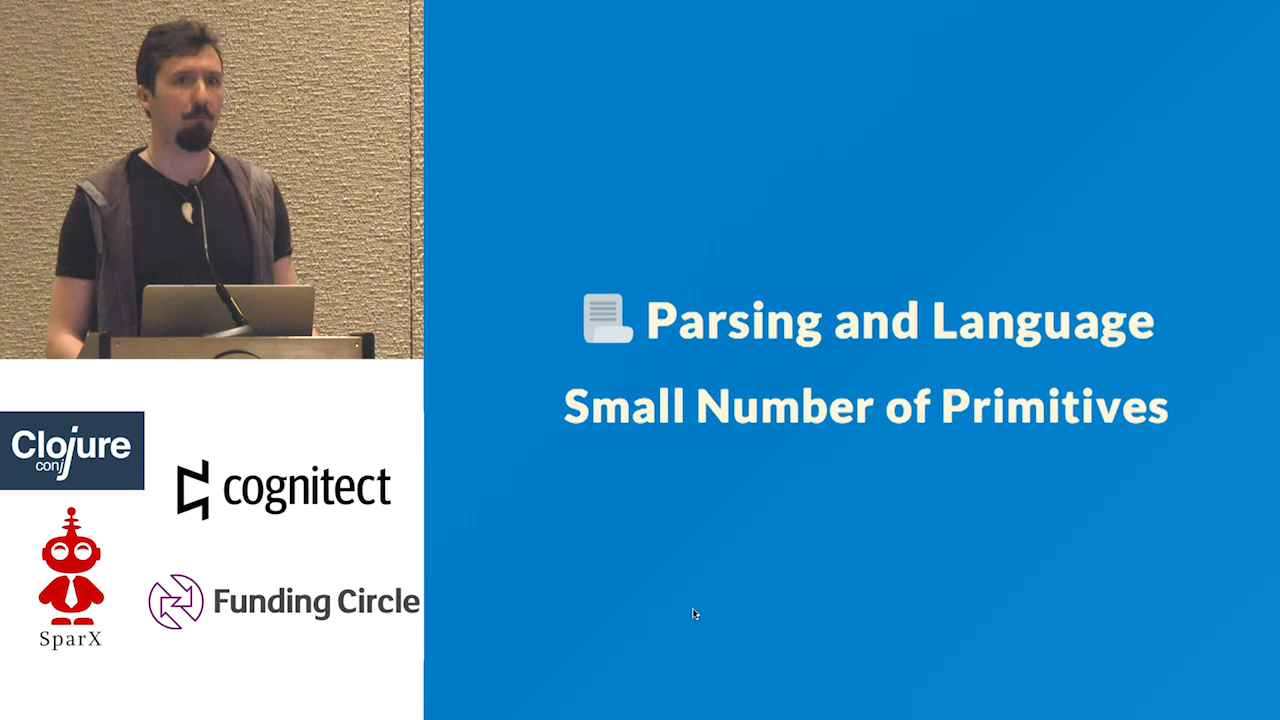 Parsing and Language
Small Number of Primitives
Clojure
conj
cognitect
SparX
Funding Circle